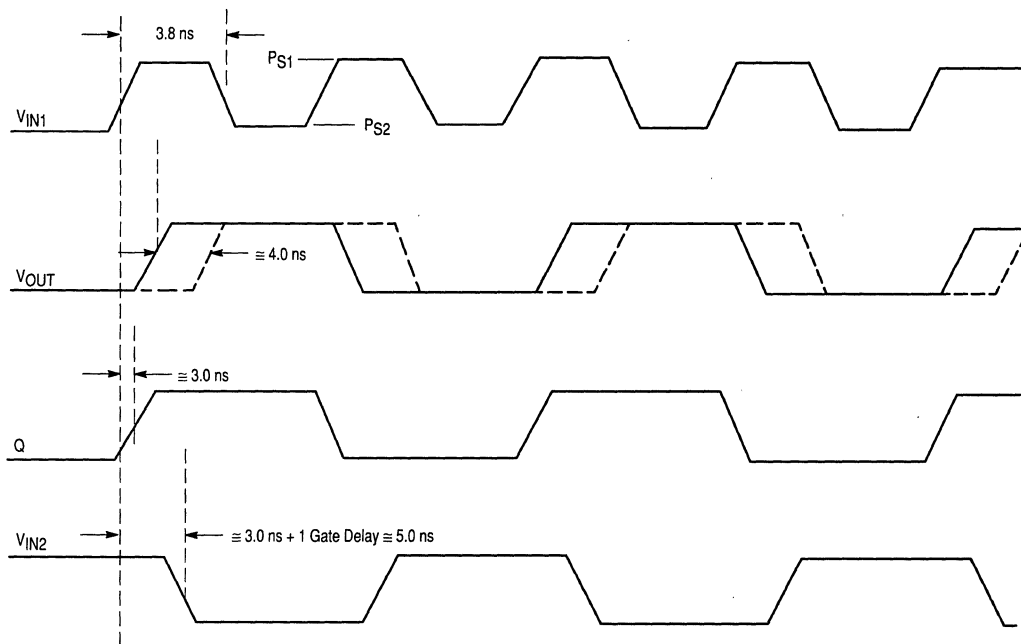 3.8 ns
PS1
VIN1
PS2
≅ 4.0 ns
VOUT
≅ 3.0 ns
Q
≅ 3.0 ns + 1 Gate Delay ≅ 5.0 ns
VIN2